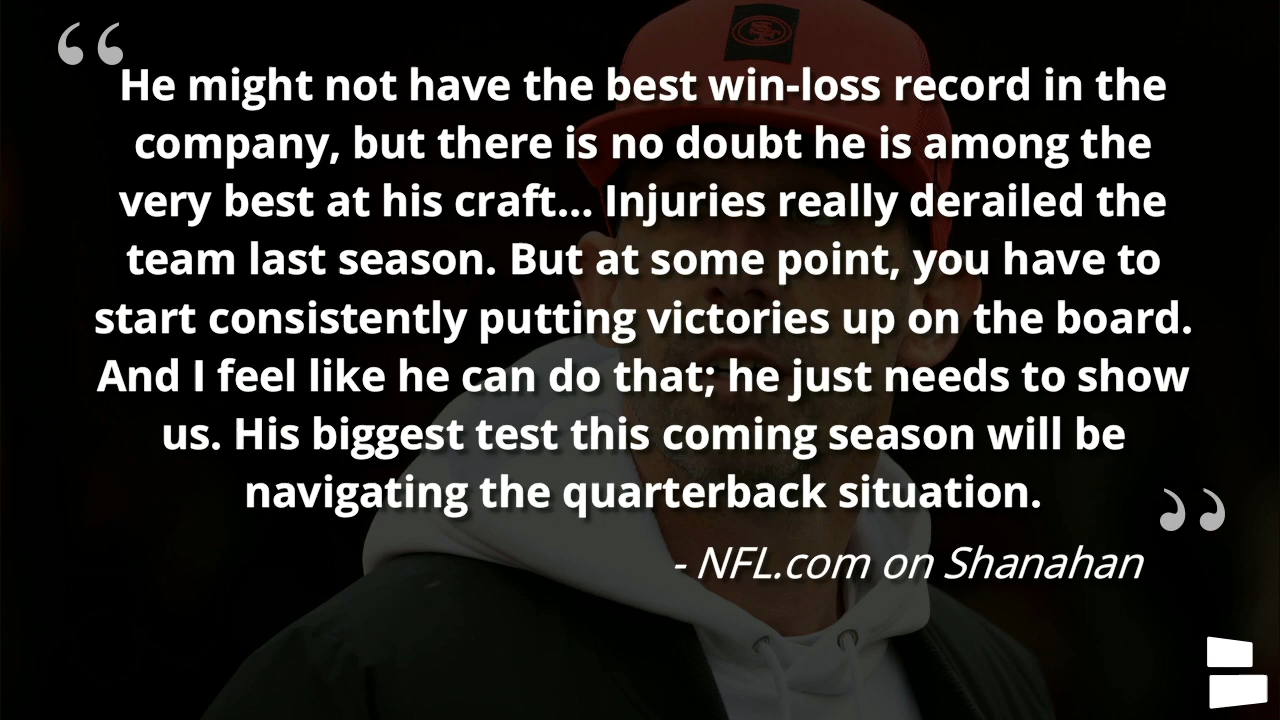 “
He might not have the best win-loss record in the
company, but there is no doubt he is among the
very best at his craft... Injuries really derailed the
team last season. But at some point, you have to
start consistently putting victories up on the board.
And I feel like he can do that; he just needs to show
us. His biggest test this coming season will be
navigating the quarterback situation.
”
- NFL.com on Shanahan